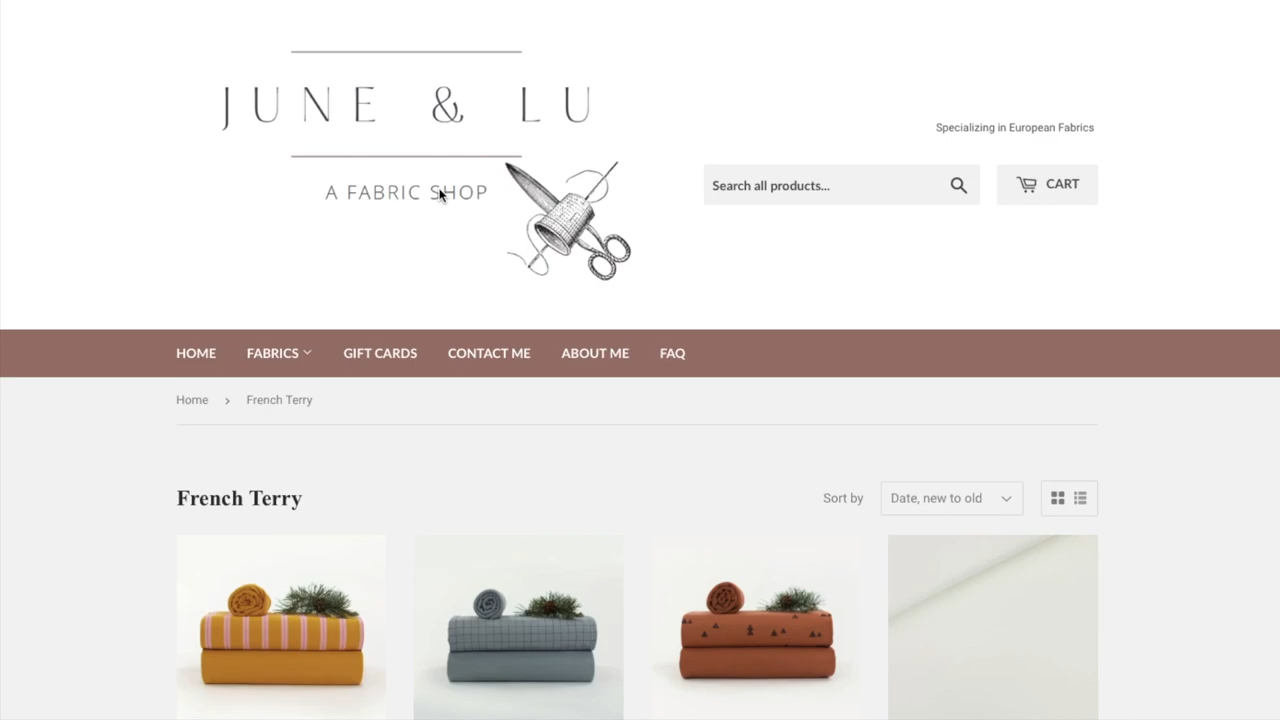 JUNE & LU
A FABRIC SHOP
Specializing in European Fabrics
Search all products...
CART
HOME FABRICS GIFT CARDS CONTACT ME ABOUT ME FAQ
Home › French Terry
French Terry
Sort by Date, new to old